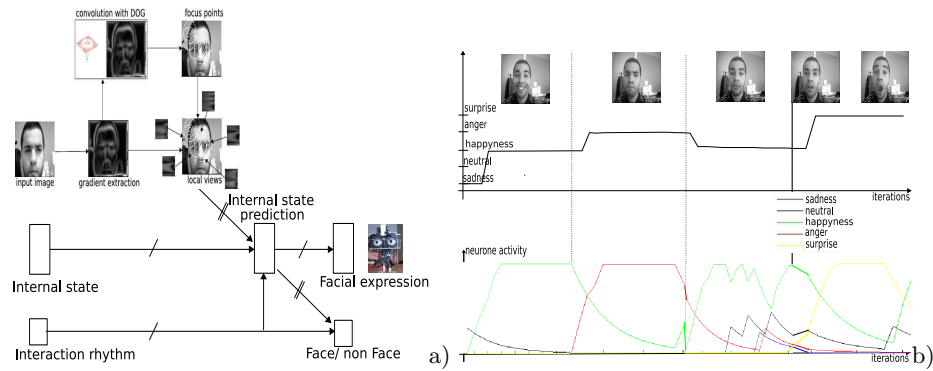 convolution with DOG
focus points
input image
gradient extraction
local views
Internal state
prediction
Internal state
Facial expression
Interaction rhythm
Face/ non Face
a)
surprise
anger
happyness
neutral
sadness
iterations
sadness
neutral
happyness
anger
surprise
neurone activity
iterations
b)